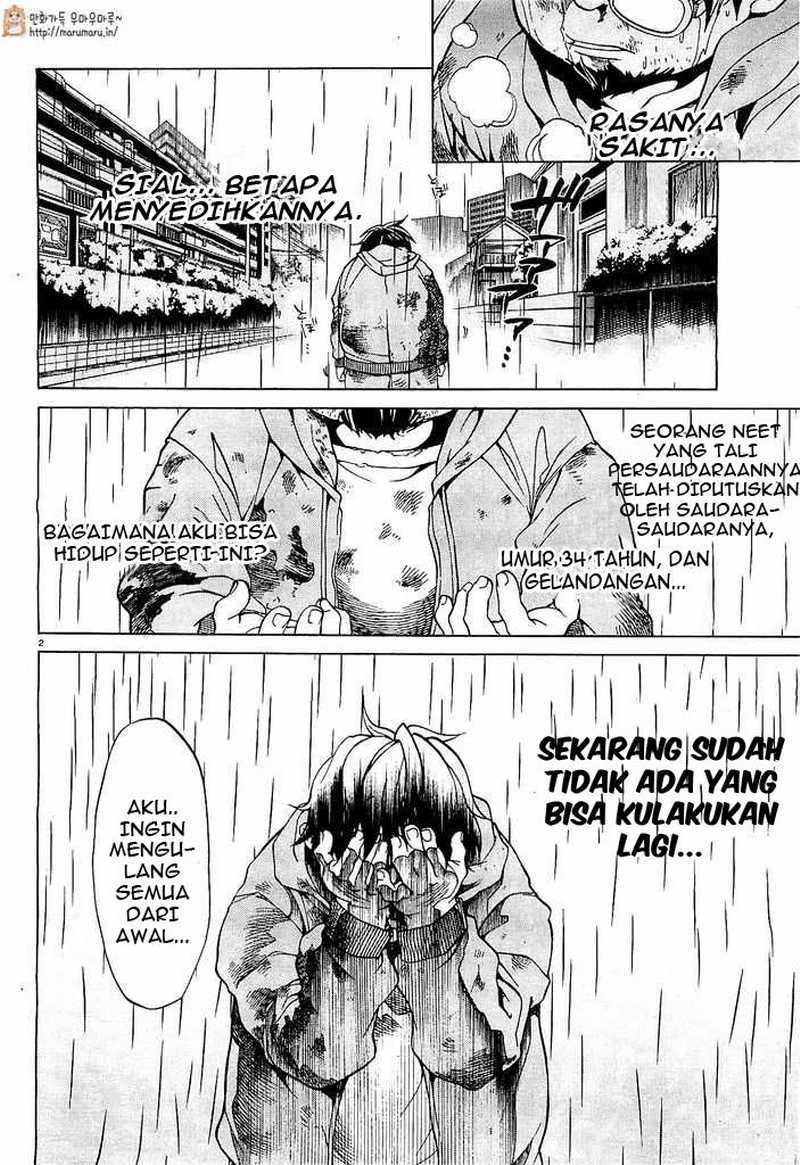 만화가득 우마우마루~
http://marumaru.in/
RASANYA
SAKIT...
SIAL... BETAPA
MENYEDIHKANNYA.
SEORANG NEET
YANG TALI
PERSAUDARAANNYA
TELAH DIPUTUSKAN
OLEH SAUDARA-
SAUDARANYA,
BAGAIMANA AKU BISA
HIDUP SEPERTI INI?
UMUR 34 TAHUN, DAN
GELANDANGAN...
2
SEKARANG SUDAH
TIDAK ADA YANG
BISA KULAKUKAN
LAGI...
AKU..
INGIN
MENGU-
LANG
SEMUA
DARI
AWAL...